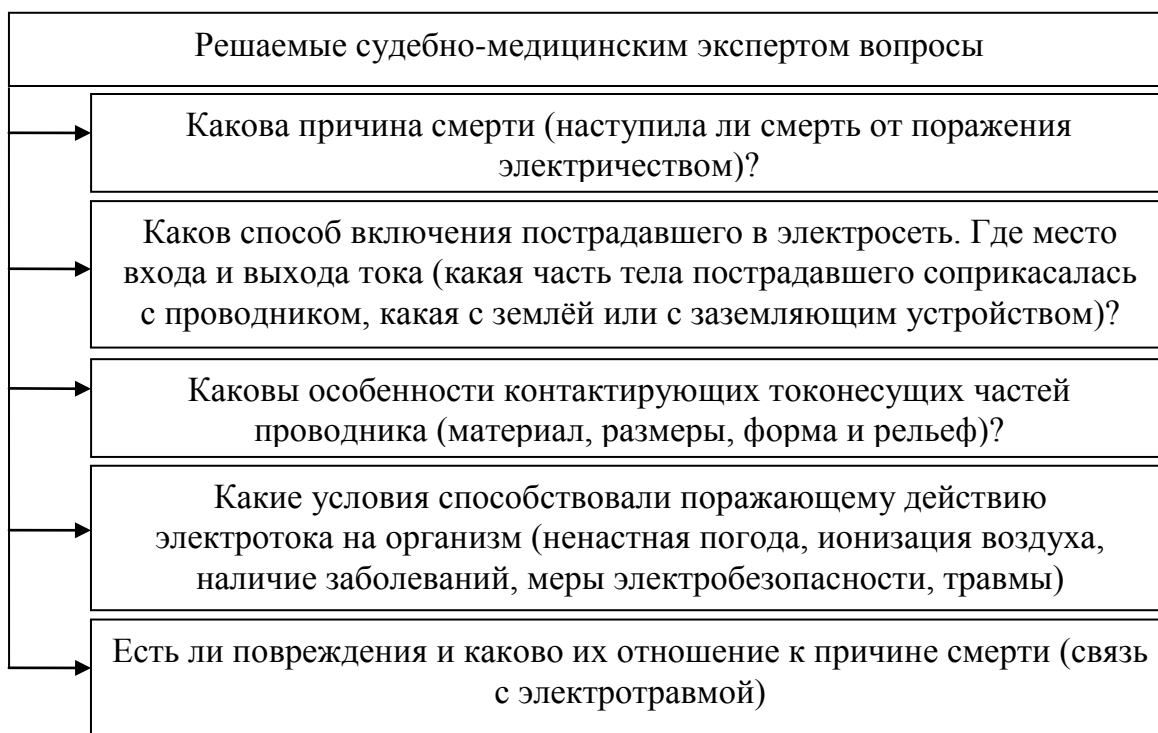 Решаемые судебно-медицинским экспертом вопросы
Какова причина смерти (наступила ли смерть от поражения
электричеством)?
Каков способ включения пострадавшего в электросеть. Где место
входа и выхода тока (какая часть тела пострадавшего соприкасалась
с проводником, какая с землёй или с заземляющим устройством)?
Каковы особенности контактирующих токонесущих частей
проводника (материал, размеры, форма и рельеф)?
Какие условия способствовали поражающему действию
электротока на организм (ненастная погода, ионизация воздуха,
наличие заболеваний, меры электробезопасности, травмы)
Есть ли повреждения и каково их отношение к причине смерти (связь
с электротравмой)